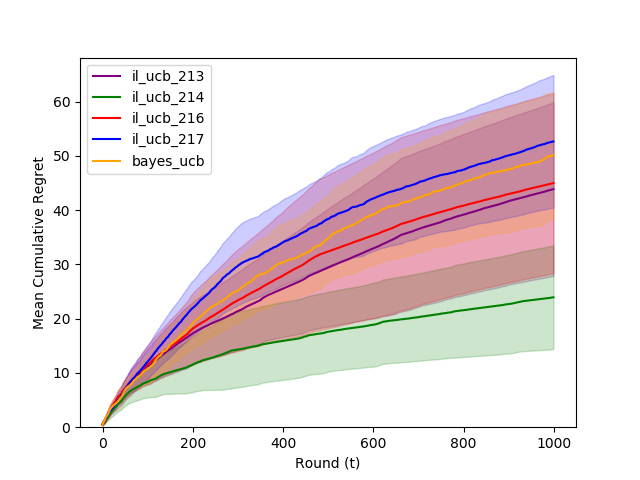 il_ucb_213
il_ucb_214
il_ucb_216
il_ucb_217
bayes_ucb
Mean Cumulative Regret
60
50
40
30
20
10
0
0 200 400 600 800 1000
Round (t)